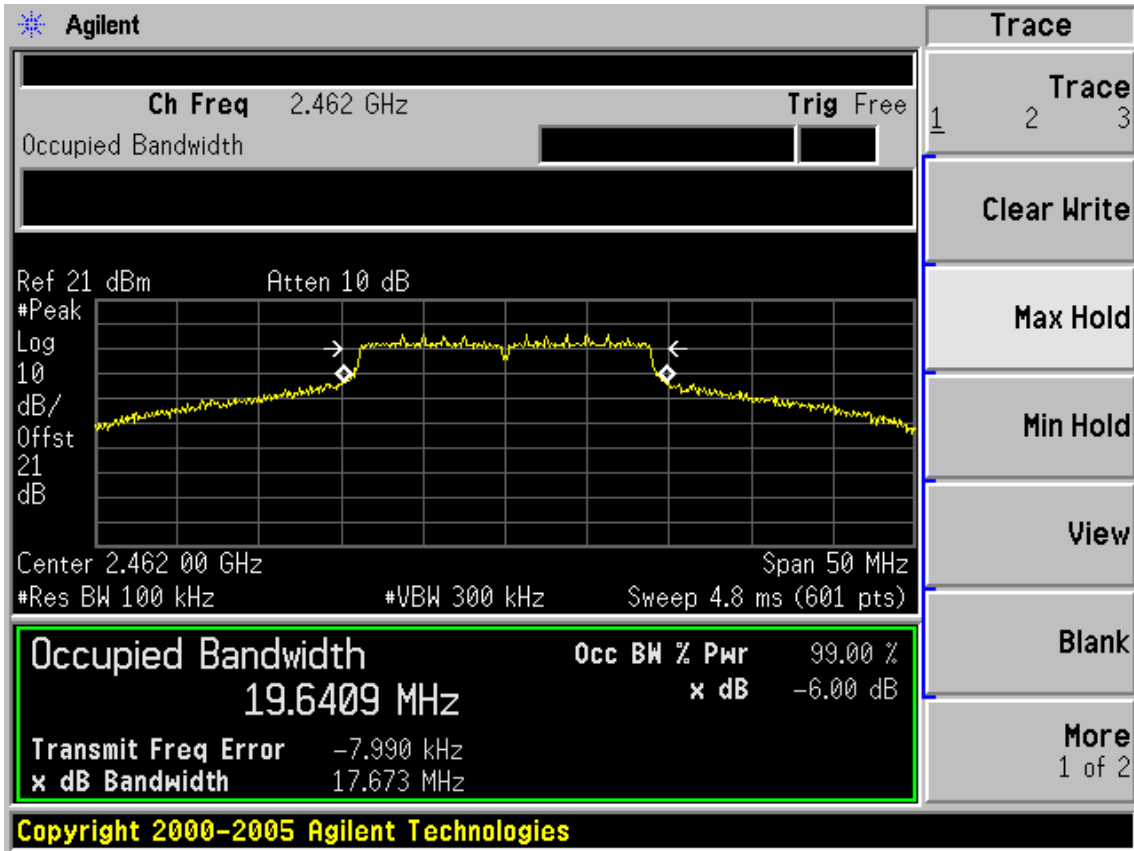 Agilent
Trace
Ch Freq 2.462 GHz Trig Free
Occupied Bandwidth
Ref 21 dBm Atten 10 dB
#Peak
Log
10
dB/
Offst
21
dB
Center 2.462 00 GHz Span 50 MHz
#Res BW 100 kHz #VBW 300 kHz Sweep 4.8 ms (601 pts)
Occupied Bandwidth
19.6409 MHz
Occ BW % Pwr 99.00 %
x dB -6.00 dB
Transmit Freq Error -7.990 kHz
x dB Bandwidth 17.673 MHz
Copyright 2000-2005 Agilent Technologies
Trace
1 2 3
Clear Write
Max Hold
Min Hold
View
Blank
More
1 of 2